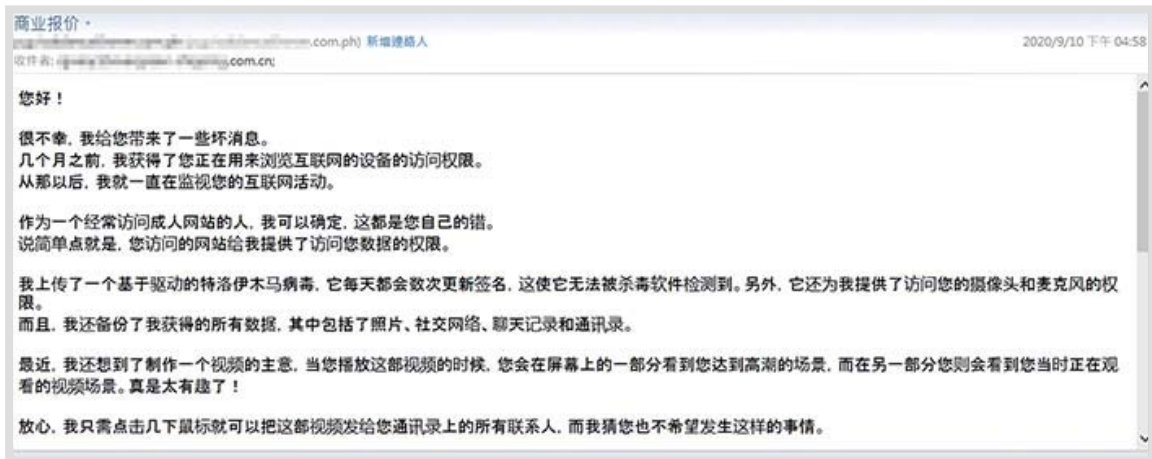 商业报价 ·
.com.ph) 新增連絡人
2020/9/10 下午 04:58
收件者: .com.cn;
您好！
很不幸, 我给您带来了一些坏消息。
几个月之前, 我获得了您正在用来浏览互联网的设备的访问权限。
从那以后, 我就一直在监视您的互联网活动。
作为一个经常访问成人网站的人, 我可以确定, 这都是您自己的错。
说简单点就是, 您访问的网站给我提供了访问您数据的权限。
我上传了一个基于驱动的特洛伊木马病毒, 它每天都会数次更新签名, 这使它无法被杀毒软件检测到。另外, 它还为我提供了访问您的摄像头和麦克风的权
限。
而且, 我还备份了我获得的所有数据, 其中包括了照片、社交网络、聊天记录和通讯录。
最近, 我还想到了制作一个视频的主意, 当您播放这部视频的时候, 您会在屏幕上的一部分看到您达到高潮的场景, 而在另一部分您则会看到您当时正在观
看的视频场景。真是太有趣了！
放心, 我只需点击几下鼠标就可以把这部视频发给您通讯录上的所有联系人, 而我猜您也不希望发生这样的事情。